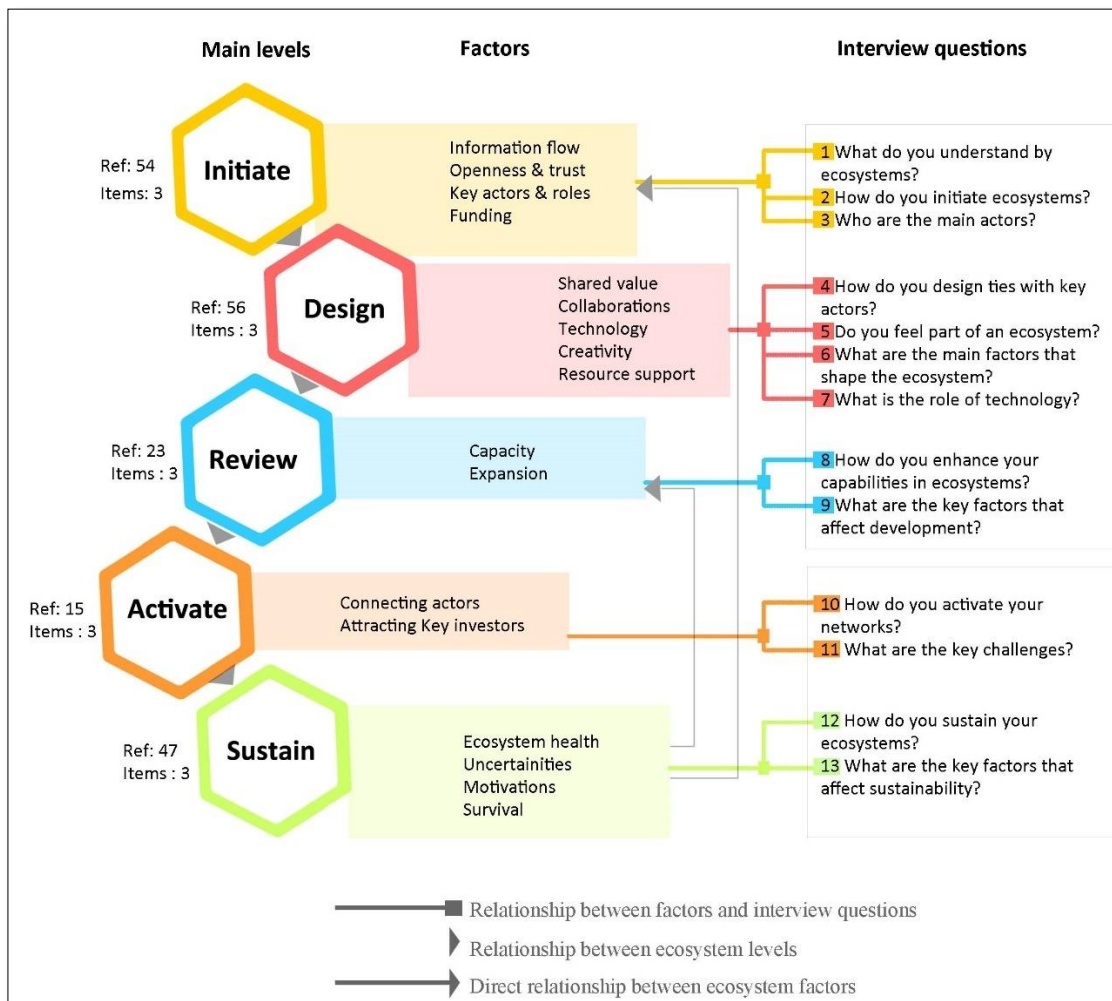 Main levels
Factors
Interview questions
Ref: 54
Items: 3
Initiate
Information flow
Openness & trust
Key actors & roles
Funding
1 What do you understand by
ecosystems?
2 How do you initiate ecosystems?
3 Who are the main actors?
Ref: 56
Items : 3
Design
Shared value
Collaborations
Technology
Creativity
Resource support
4 How do you design ties with key
actors?
5 Do you feel part of an ecosystem?
6 What are the main factors that
shape the ecosystem?
7 What is the role of technology?
Ref: 23
Items : 3
Review
Capacity
Expansion
8 How do you enhance your
capabilities in ecosystems?
9 What are the key factors that
affect development?
Ref: 15
Items : 3
Activate
Connecting actors
Attracting Key investors
10 How do you activate your
networks?
11 What are the key challenges?
Ref: 47
Items : 3
Sustain
Ecosystem health
Uncertainities
Motivations
Survival
12 How do you sustain your
ecosystems?
13 What are the key factors that
affect sustainability?
Relationship between factors and interview questions
Relationship between ecosystem levels
Direct relationship between ecosystem factors